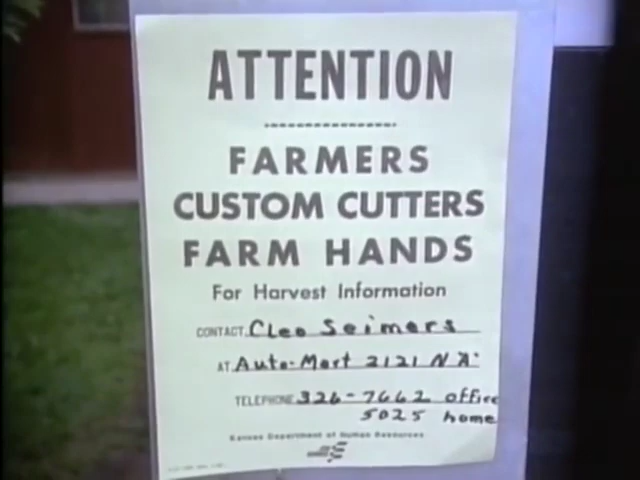 ATTENTION
FARMERS
CUSTOM CUTTERS
FARM HANDS
For Harvest Information
CONTACT Cleo Seimers
AT Auto-Mart 2121 N A
TELEPHONE 326-7662 office
5025 home
Kansas Department of Human Resources